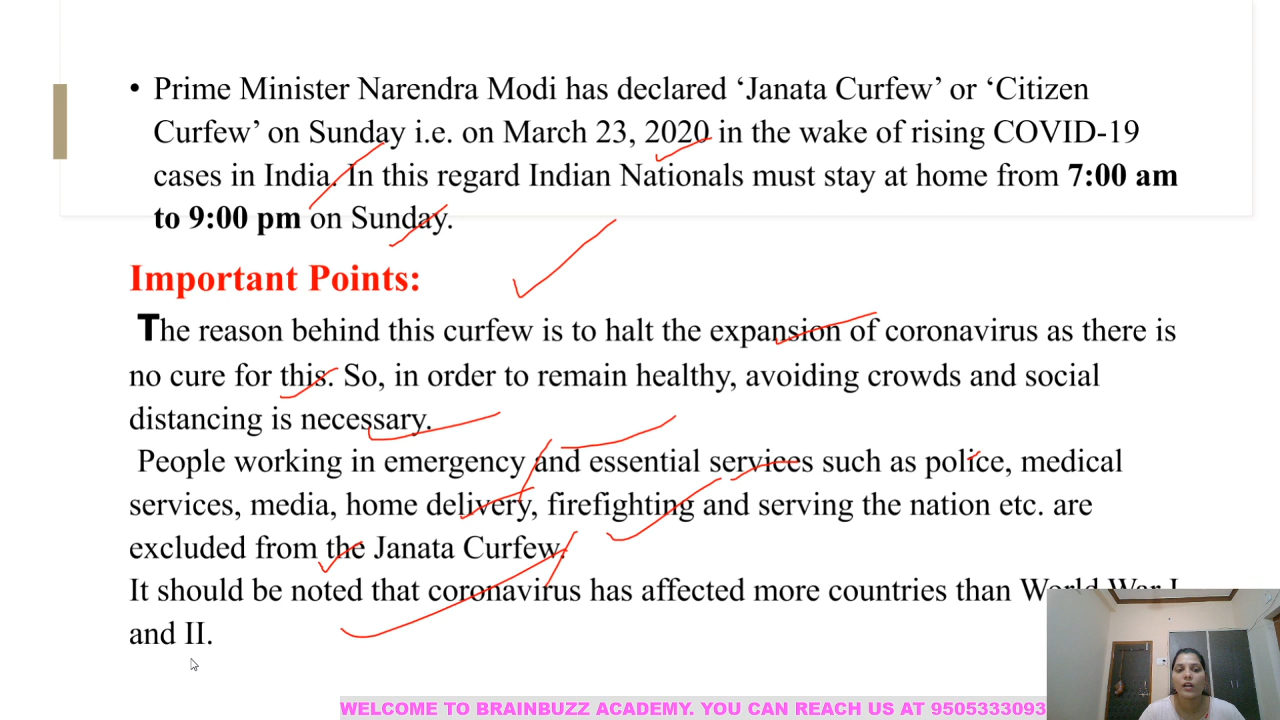 • Prime Minister Narendra Modi has declared ‘Janata Curfew’ or ‘Citizen
Curfew’ on Sunday i.e. on March 23, 2020 in the wake of rising COVID-19
cases in India. In this regard Indian Nationals must stay at home from 7:00 am
to 9:00 pm on Sunday.
Important Points:
The reason behind this curfew is to halt the expansion of coronavirus as there is
no cure for this. So, in order to remain healthy, avoiding crowds and social
distancing is necessary.
People working in emergency and essential services such as police, medical
services, media, home delivery, firefighting and serving the nation etc. are
excluded from the Janata Curfew.
It should be noted that coronavirus has affected more countries than World War I
and II.
WELCOME TO BRAINBUZZ ACADEMY. YOU CAN REACH US AT 9505333093